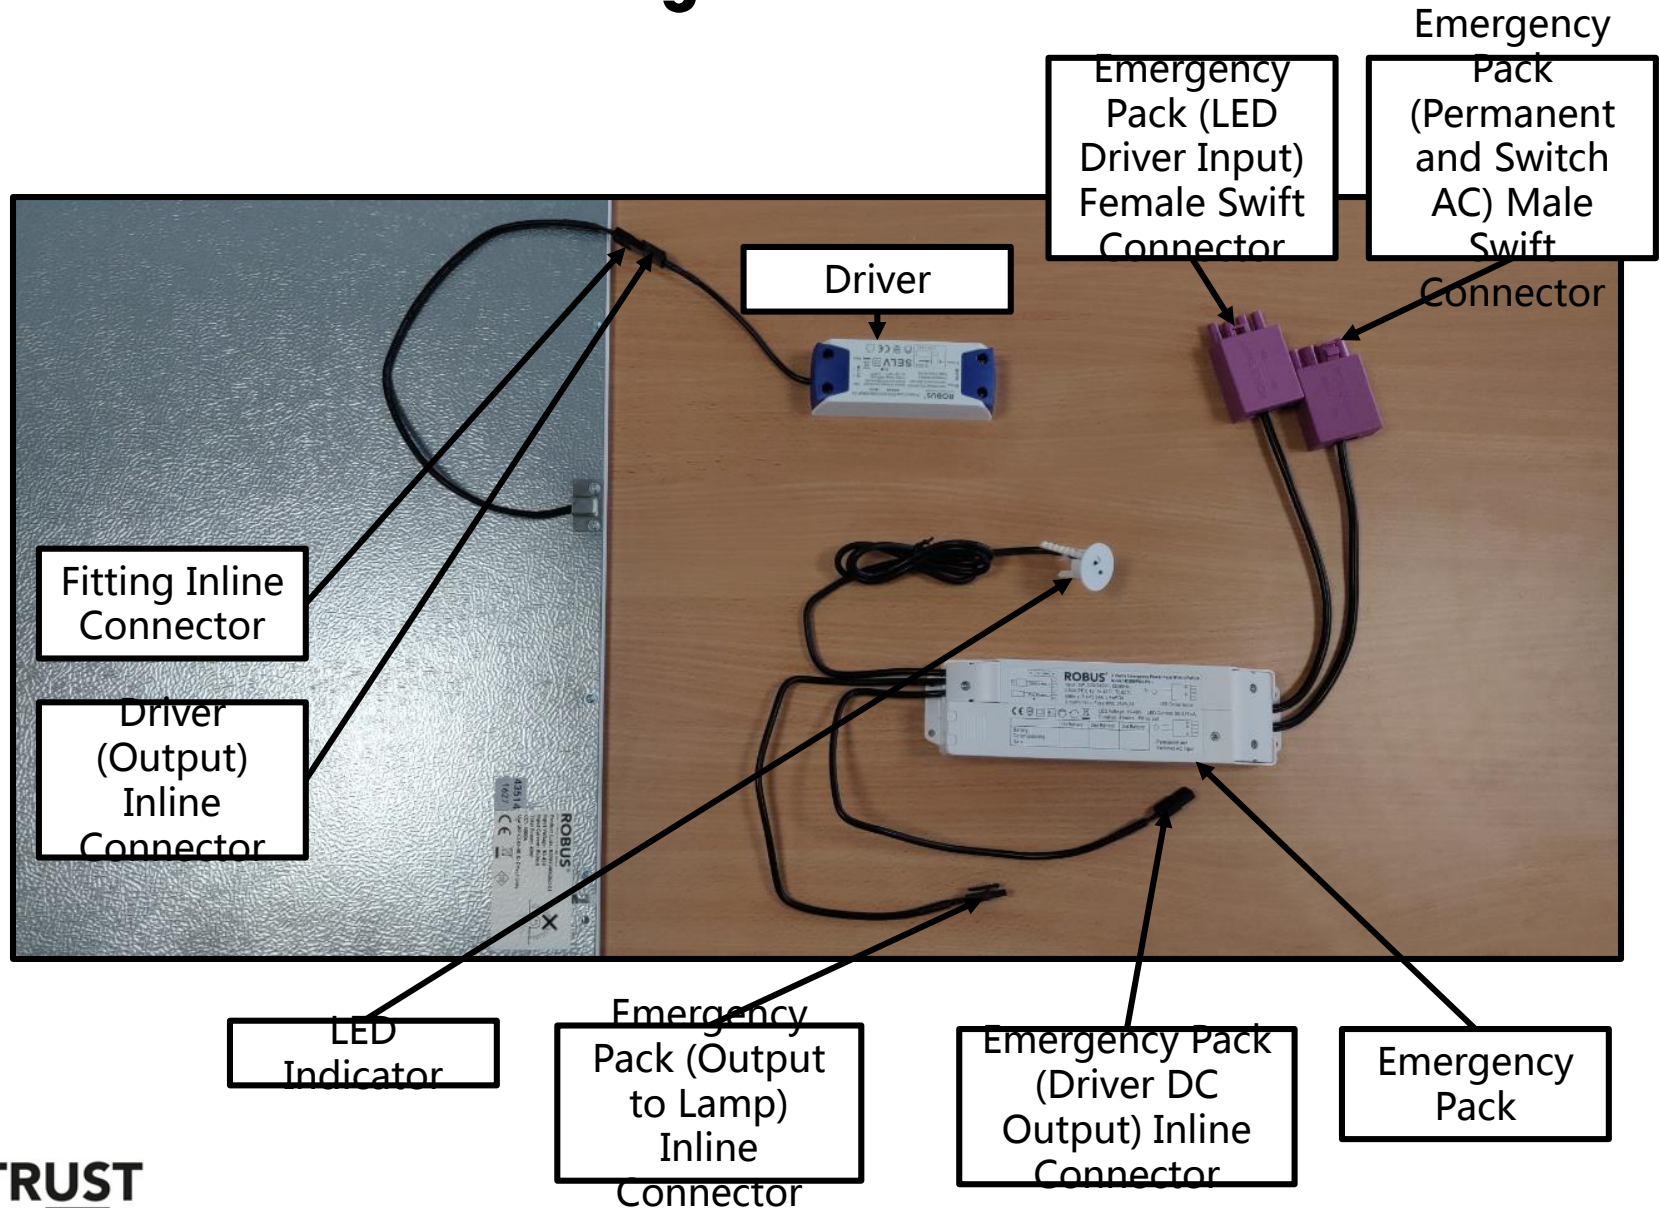 g
Emergency
Pack
(Permanent
and Switch
AC) Male
Swift
Connector
Emergency
Pack (LED
Driver Input)
Female Swift
Connector
Driver
SELV
ROBUS
Fitting Inline
Connector
Driver
(Output)
Inline
Connector
ROBUS
ROBUS
LED
Indicator
Emergency
Pack (Output
to Lamp)
Inline
Connector
Emergency Pack
(Driver DC
Output) Inline
Connector
Emergency
Pack
TRUST